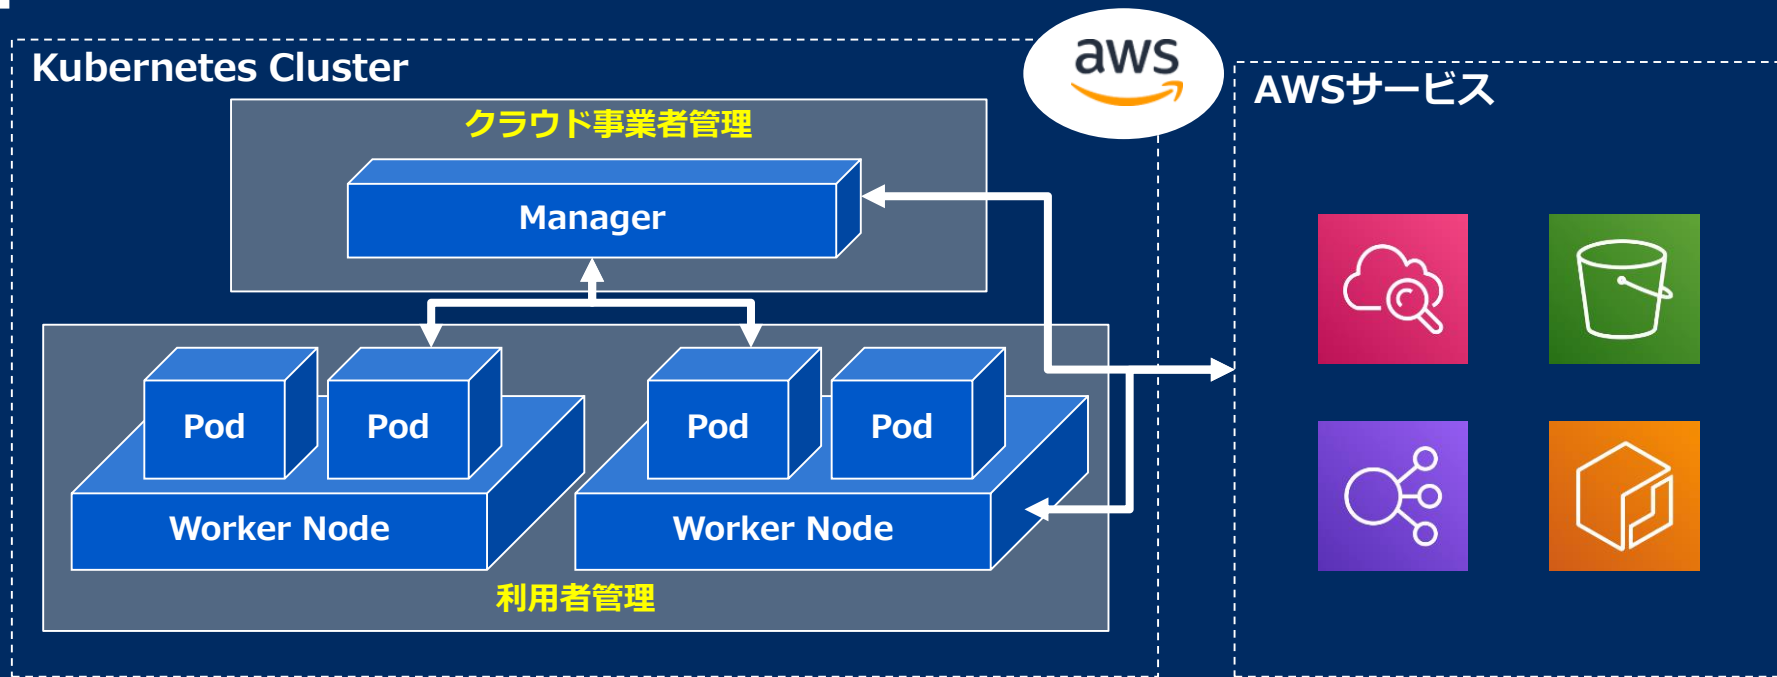 Kubernetes Cluster
aws
AWSサービス
クラウド事業者管理
Manager
Pod
Pod
Pod
Pod
Worker Node
Worker Node
利用者管理